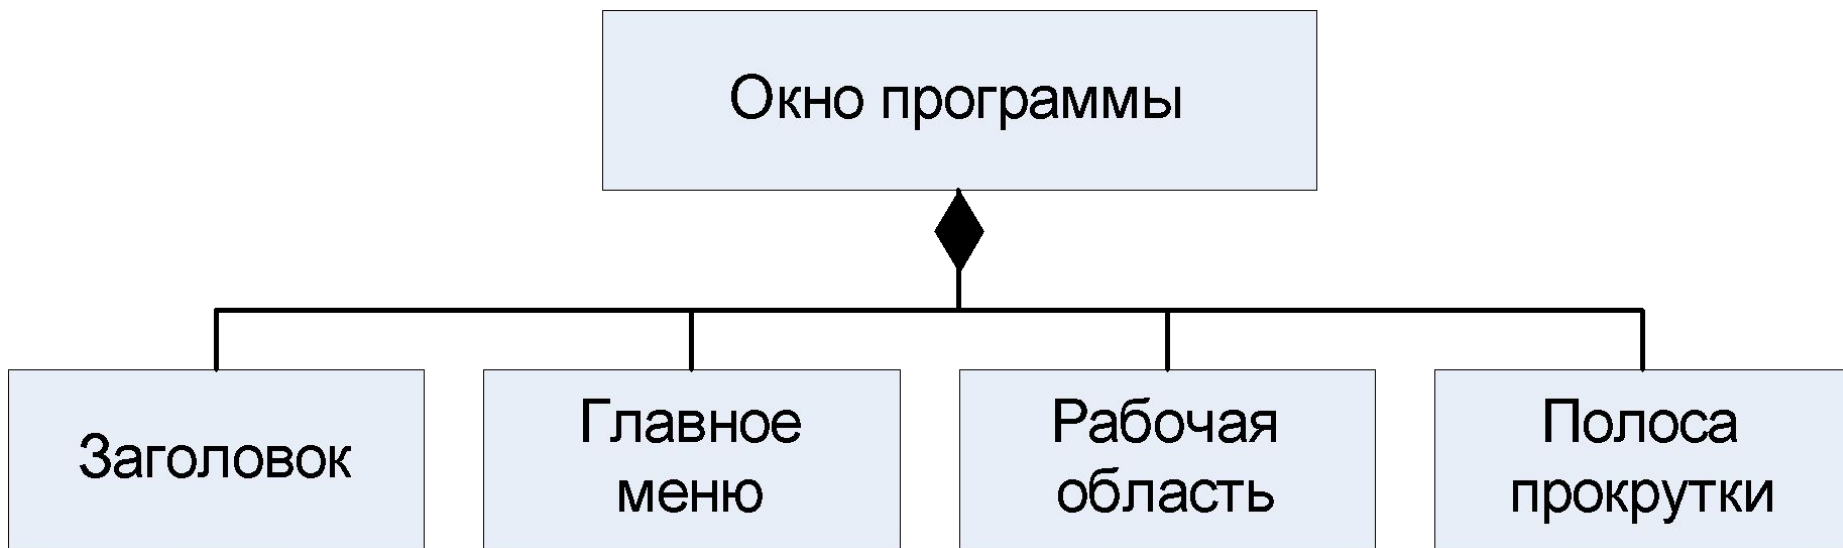 Окно программы
Заголовок
Главное
меню
Рабочая
область
Полоса
прокрутки